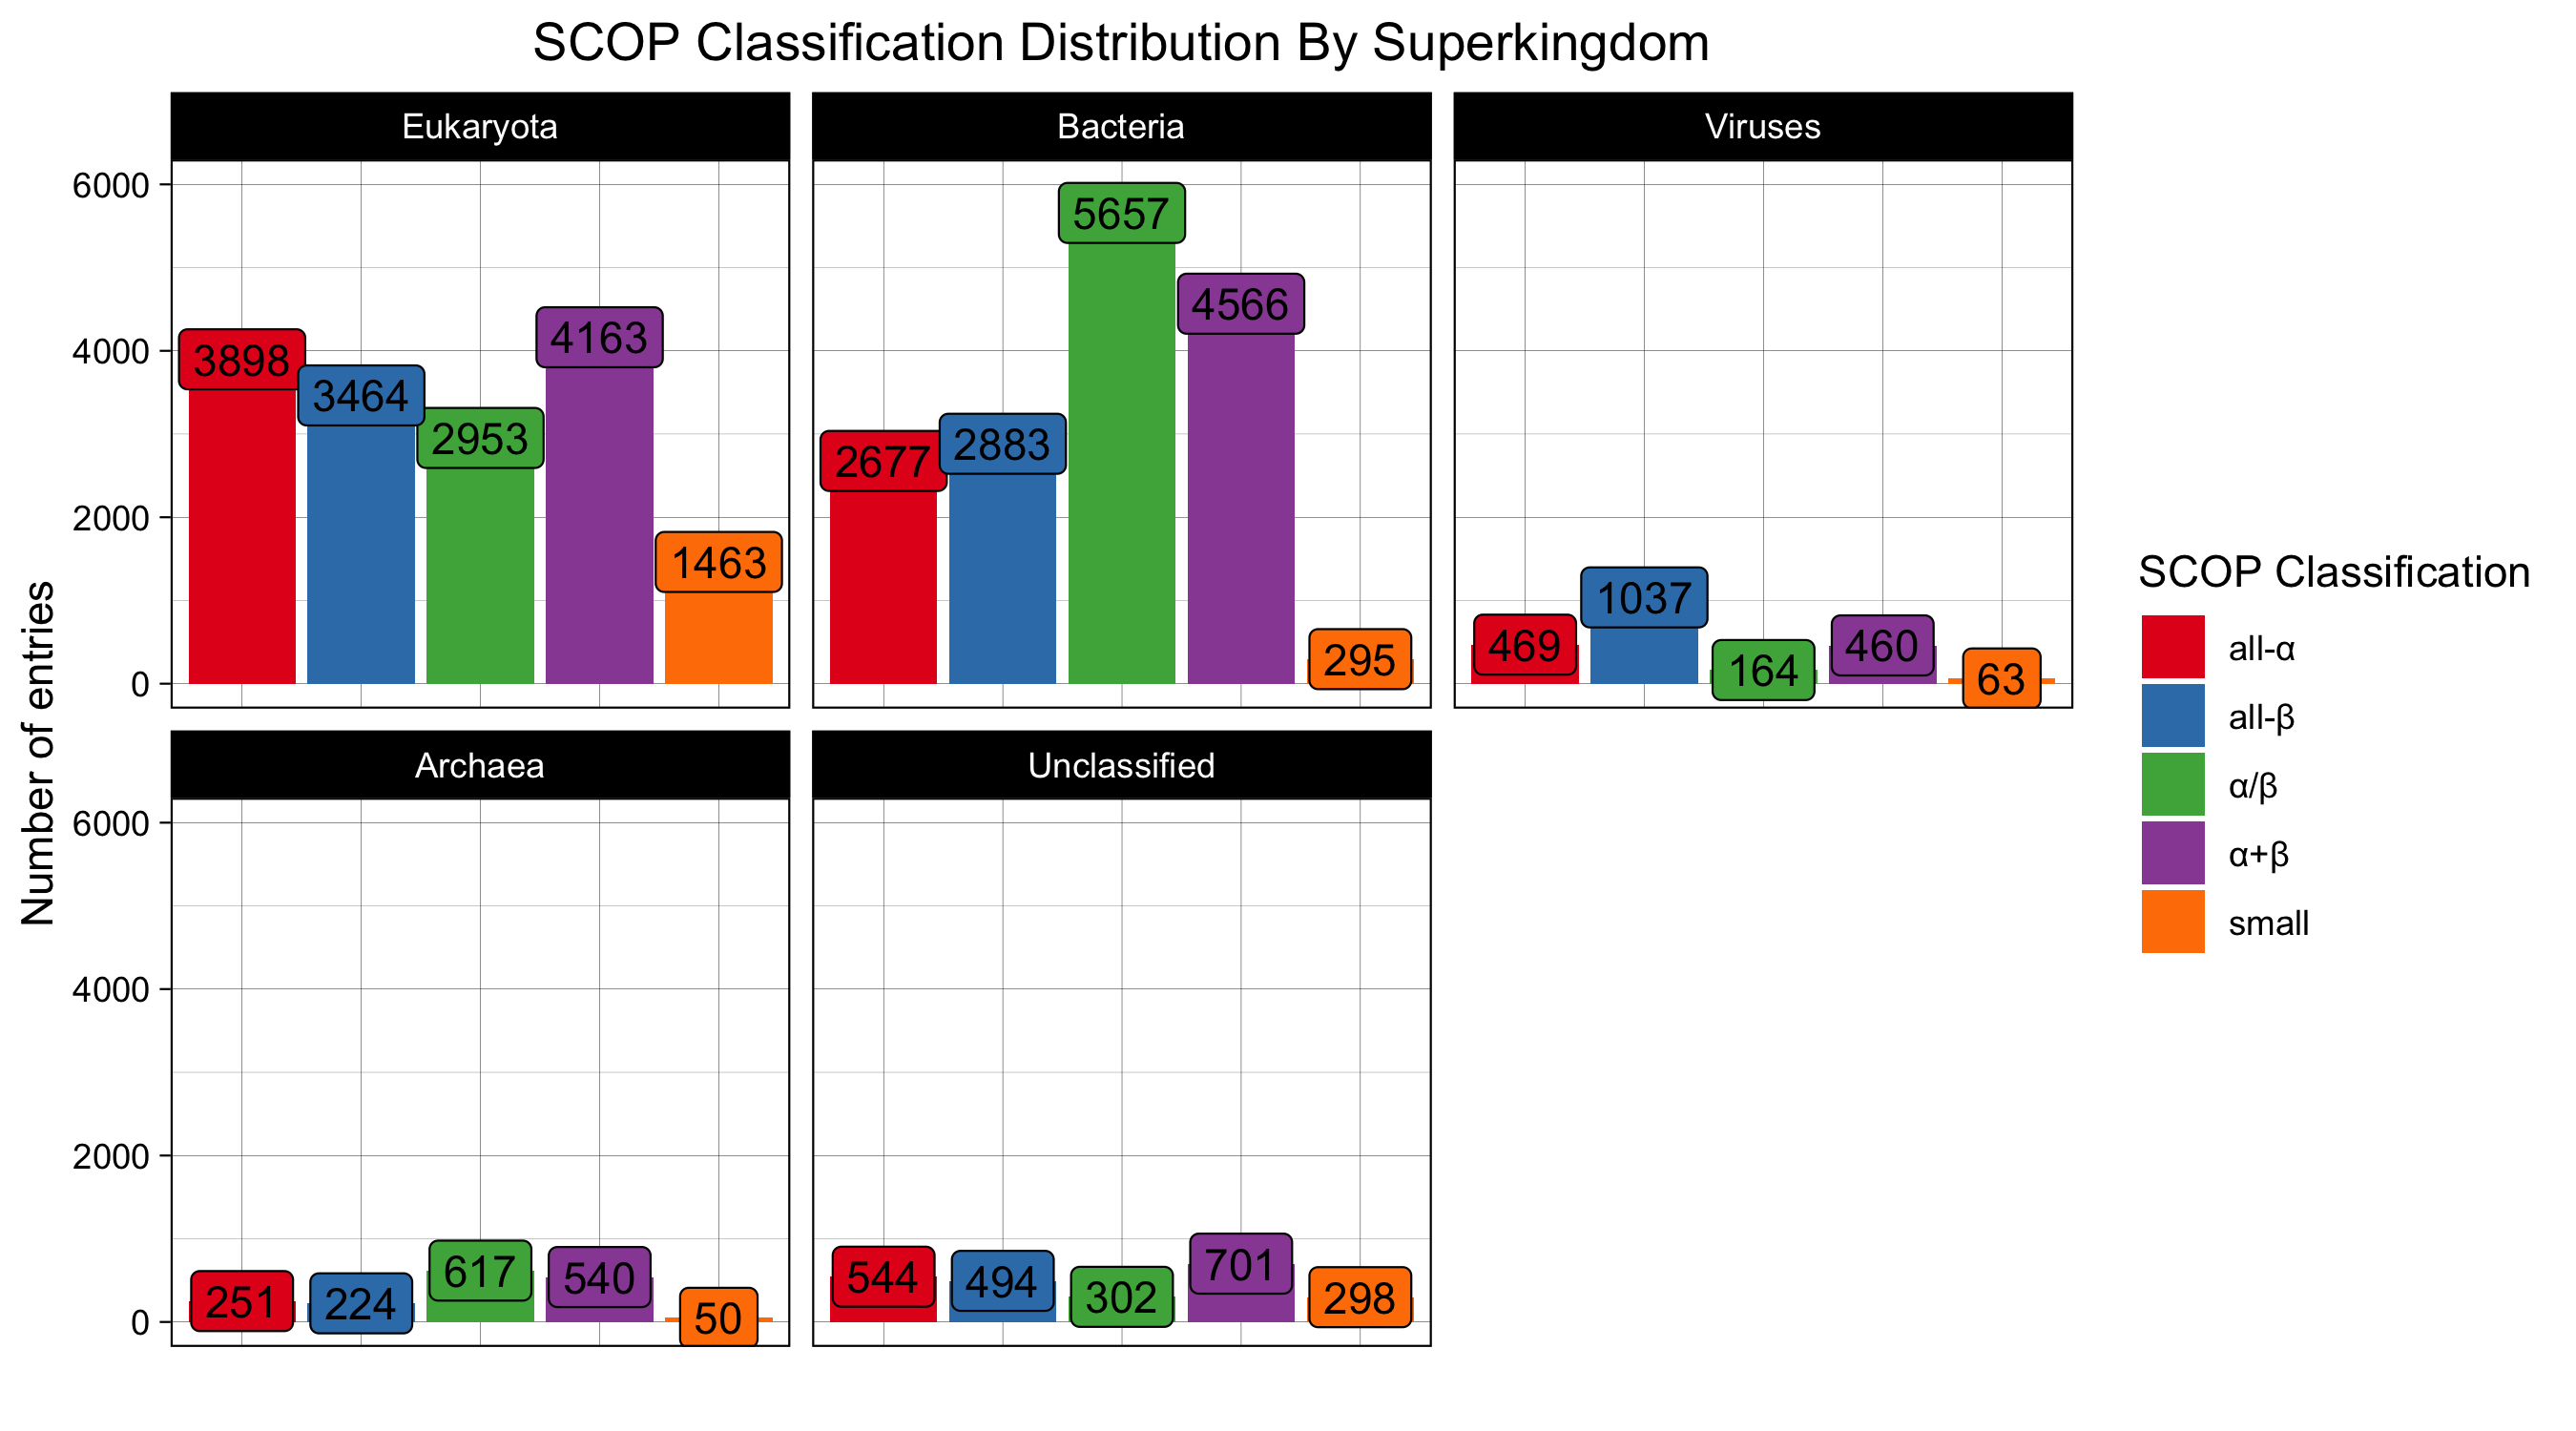 SCOP Classification Distribution By Superkingdom
Eukaryota
Bacteria
Viruses
6000
4000
2000
0
3898
3464
2953
4163
1463
2677
2883
5657
4566
295
469
1037
164
460
63
Number of entries
Archaea
Unclassified
6000
4000
2000
0
251
224
617
540
50
544
494
302
701
298
SCOP Classification
all-α
all-β
α/β
α+β
small